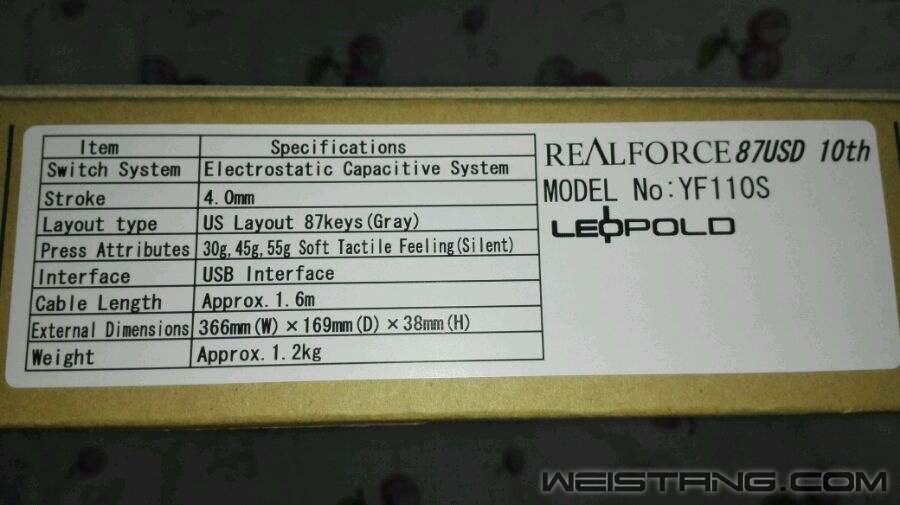 Item Specifications
Switch System Electrostatic Capacitive System
Stroke 4.0mm
Layout type US Layout 87keys(Gray)
Press Attributes 30g,45g,55g Soft Tactile Feeling(Silent)
Interface USB Interface
Cable Length Approx.1.6m
External Dimensions 366mm(W)×169mm(D)×38mm(H)
Weight Approx.1.2kg
REALFORCE 87USD 10th
MODEL No:YF110S
LEOPOLD
WEISTANG.COM